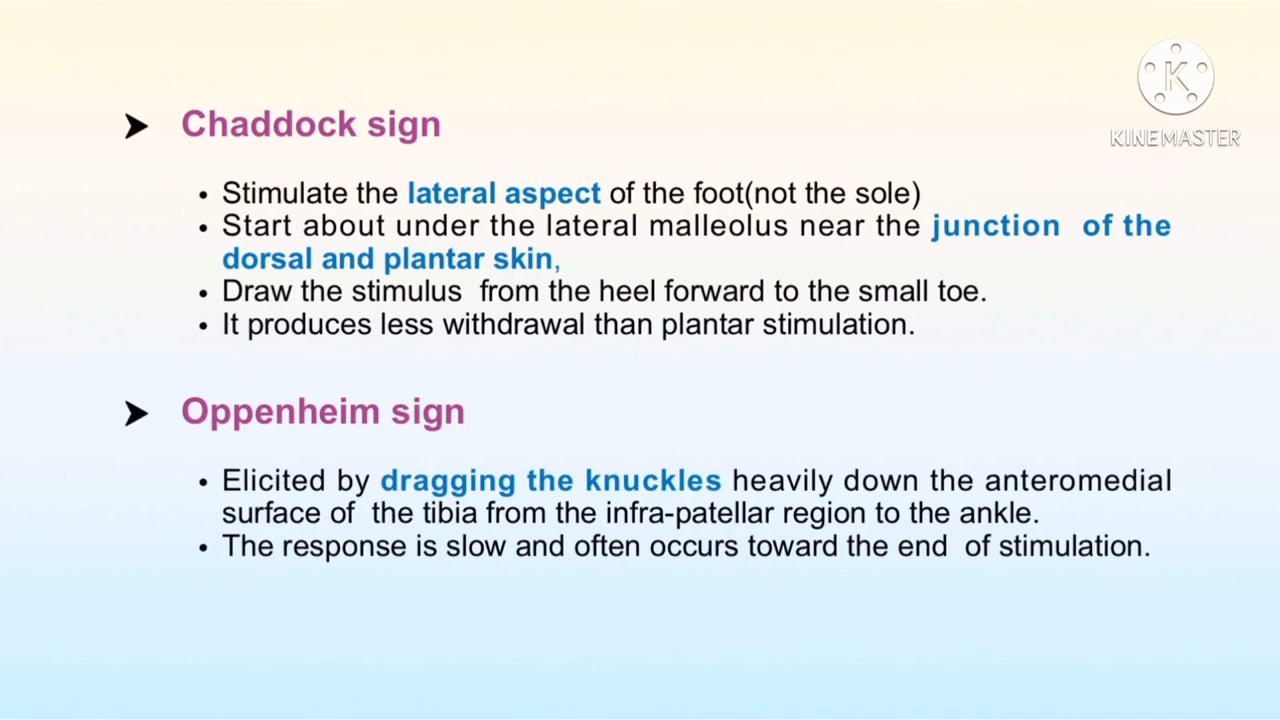 K
KINEMASTER
➤ Chaddock sign
• Stimulate the lateral aspect of the foot(not the sole)
• Start about under the lateral malleolus near the junction of the
dorsal and plantar skin,
• Draw the stimulus from the heel forward to the small toe.
• It produces less withdrawal than plantar stimulation.
➤ Oppenheim sign
• Elicited by dragging the knuckles heavily down the anteromedial
surface of the tibia from the infra-patellar region to the ankle.
• The response is slow and often occurs toward the end of stimulation.